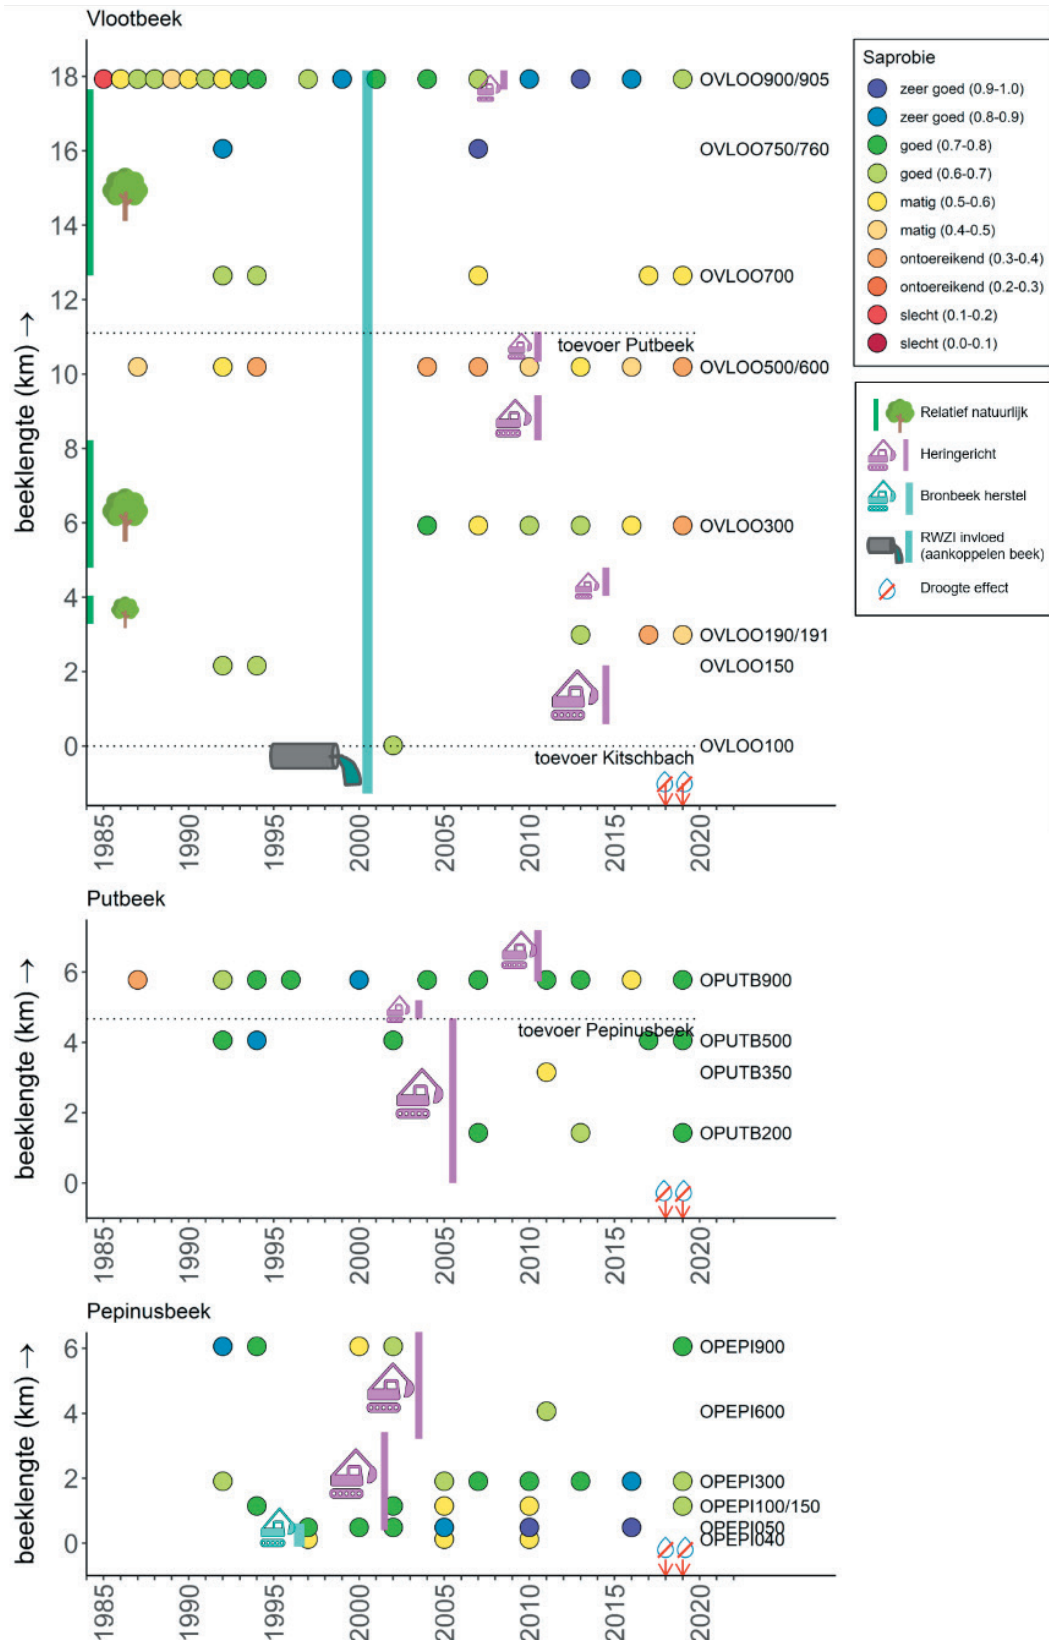 Vlootbeek
18
16
14
12
10
8
6
4
2
0
beeklengte (km) →
OVLOO900/905
OVLOO750/760
OVLOO700
toevoer Putbeek
OVLOO500/600
OVLOO300
OVLOO190/191
OVLOO150
OVLOO100
toevoer Kitschbach
1985
1990
1995
2000
2005
2010
2015
2020
Saprobie
zeer goed (0.9-1.0)
zeer goed (0.8-0.9)
goed (0.7-0.8)
goed (0.6-0.7)
matig (0.5-0.6)
matig (0.4-0.5)
ontoereikend (0.3-0.4)
ontoereikend (0.2-0.3)
slecht (0.1-0.2)
slecht (0.0-0.1)
Relatief natuurlijk
Heringericht
Bronbeek herstel
RWZI invloed
(aankoppelen beek)
Droogte effect
Putbeek
6
4
2
0
beeklengte (km) →
OPUTB900
toevoer Pepinusbeek
OPUTB500
OPUTB350
OPUTB200
1985
1990
1995
2000
2005
2010
2015
2020
Pepinusbeek
6
4
2
0
beeklengte (km) →
OPEPI900
OPEPI600
OPEPI300
OPEPI100/150
OPEPI050
OPEPI040
1985
1990
1995
2000
2005
2010
2015
2020